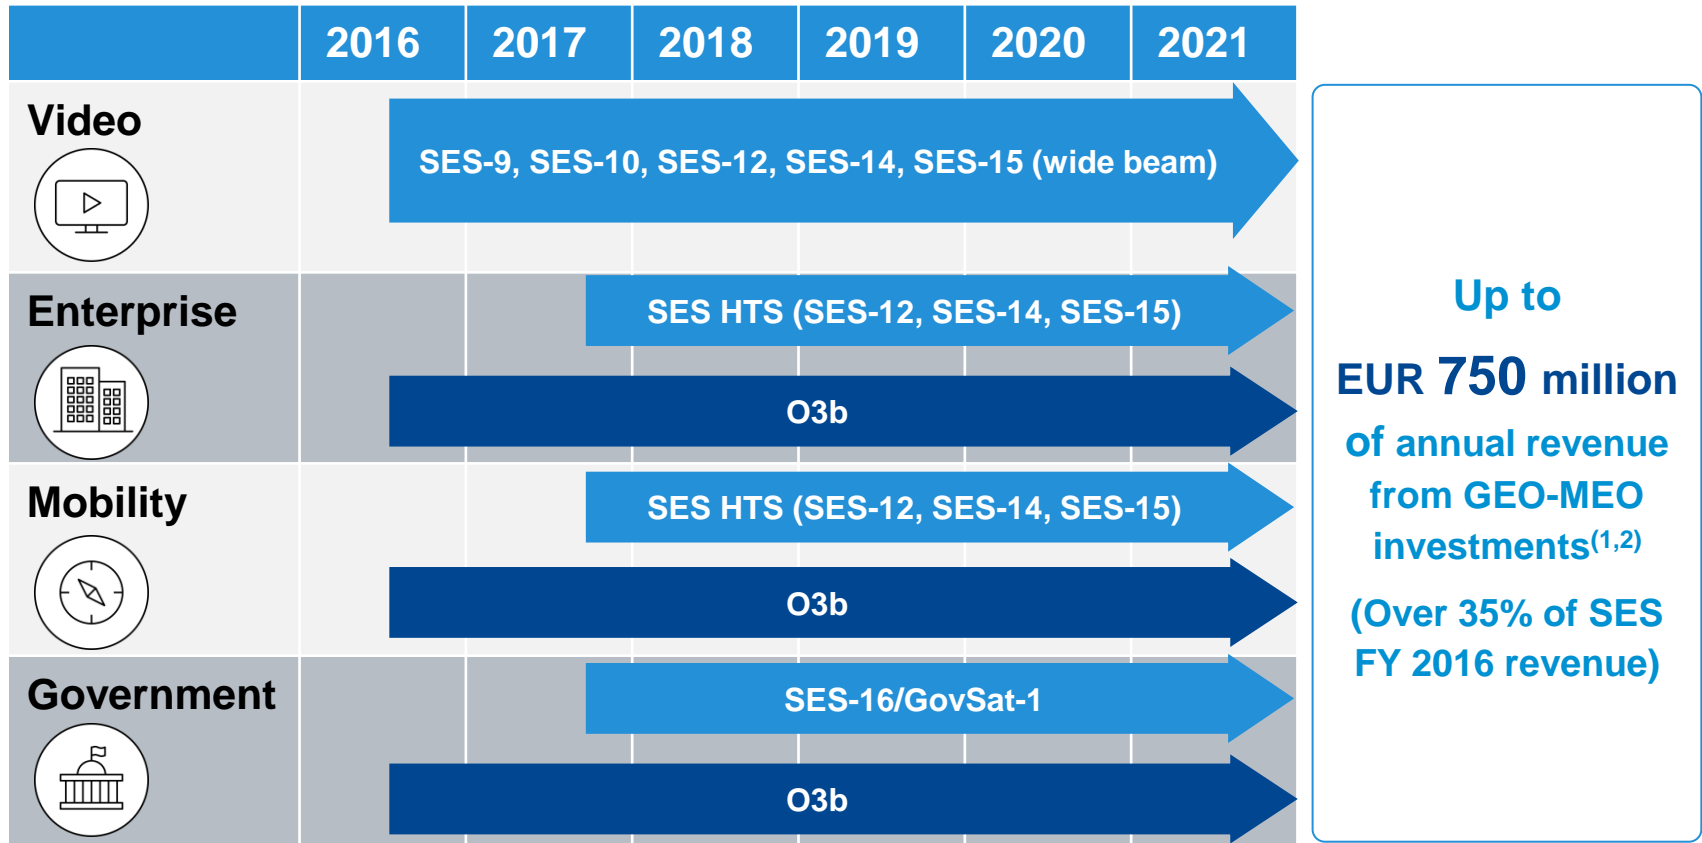 2016 2017 2018 2019 2020 2021
Video
SES-9, SES-10, SES-12, SES-14, SES-15 (wide beam)
Enterprise
SES HTS (SES-12, SES-14, SES-15)
O3b
Mobility
SES HTS (SES-12, SES-14, SES-15)
O3b
Government
SES-16/GovSat-1
O3b
Up to
EUR 750 million
of annual revenue
from GEO-MEO
investments(1,2)
(Over 35% of SES
FY 2016 revenue)